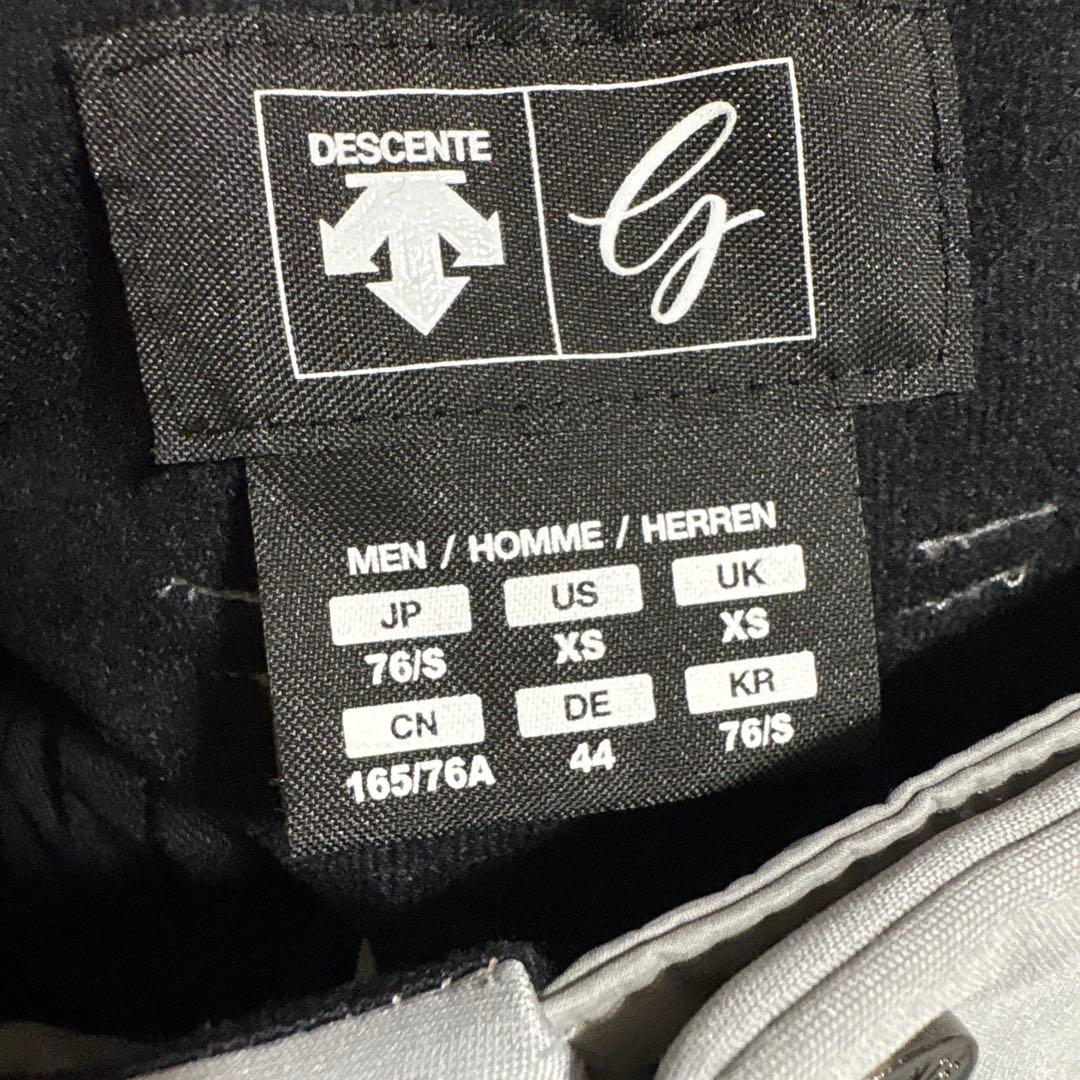 DESCENTE
G
MEN / HOMME / HERREN
JP US UK
76/S XS XS
CN DE KR
165/76A 44 76/S